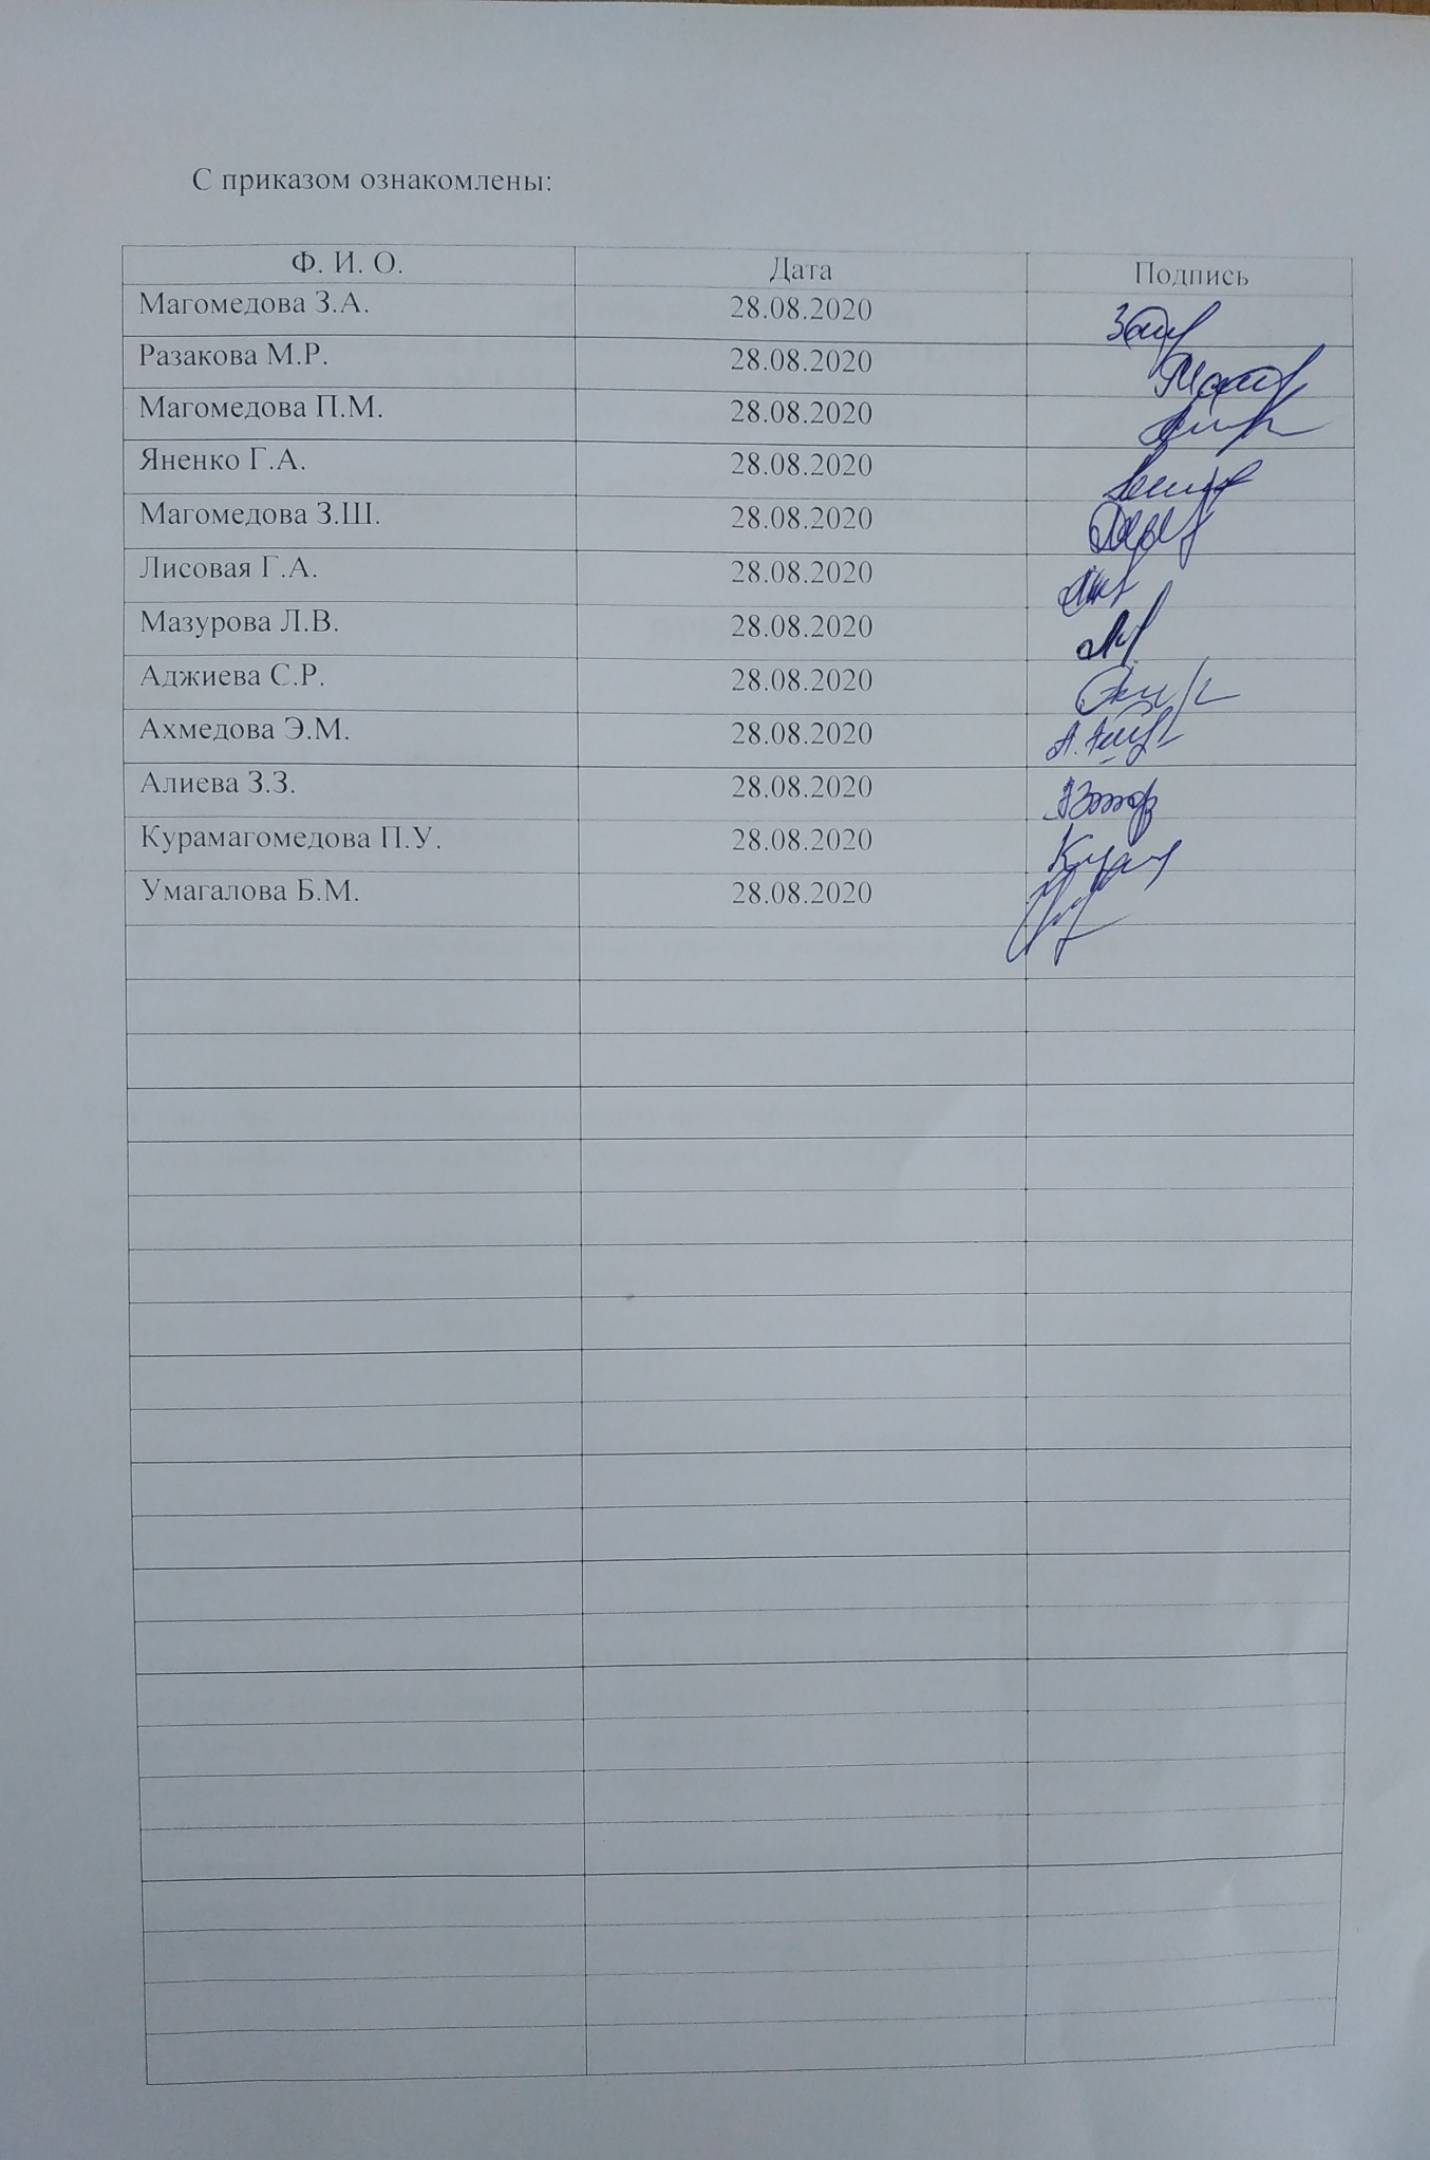 С приказом ознакомлены:
Ф. И. О. Дата Подпись
Магомедова З.А. 28.08.2020
Разакова М.Р. 28.08.2020
Магомедова П.М. 28.08.2020
Яненко Г.А. 28.08.2020
Магомедова З.Ш. 28.08.2020
Лисовая Г.А. 28.08.2020
Мазурова Л.В. 28.08.2020
Аджиева С.Р. 28.08.2020
Ахмедова Э.М. 28.08.2020
Алиева З.З. 28.08.2020
Курамагомедова П.У. 28.08.2020
Умагалова Б.М. 28.08.2020